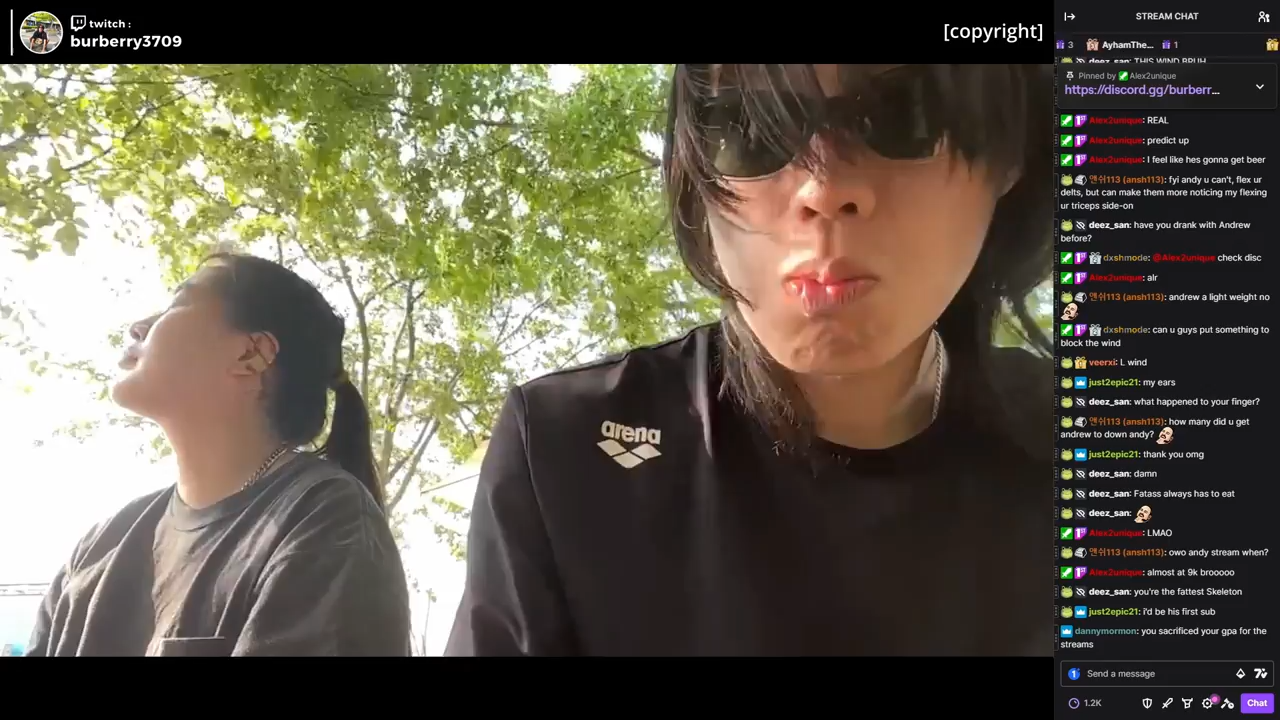 twitch :
burberry3709
[copyright]
arena
STREAM CHAT
3 AyhamThe... 1
deez_san: THIS WIND BRUH
Pinned by Alex2unique
https://discord.gg/burberr...
Alex2unique: REAL
Alex2unique: predict up
Alex2unique: I feel like hes gonna get beer
앤쉬113 (ansh113): fyi andy u can't, flex ur
delts, but can make them more noticing my flexing
ur triceps side-on
deez_san: have you drank with Andrew
before?
dxshmode: @Alex2unique check disc
Alex2unique: alr
앤쉬113 (ansh113): andrew a light weight no
dxshmode: can u guys put something to
block the wind
veerxi: L wind
just2epic21: my ears
deez_san: what happened to your finger?
앤쉬113 (ansh113): how many did u get
andrew to down andy?
just2epic21: thank you omg
deez_san: damn
deez_san: Fatass always has to eat
deez_san:
Alex2unique: LMAO
앤쉬113 (ansh113): owo andy stream when?
Alex2unique: almost at 9k brooooo
deez_san: you're the fattest Skeleton
just2epic21: i'd be his first sub
dannymormon: you sacrificed your gpa for the
streams
1 Send a message
1.2K Chat